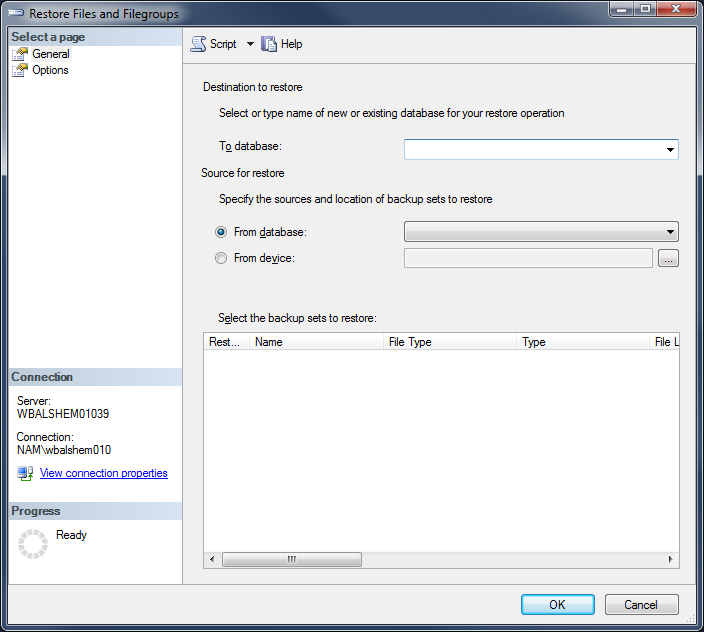 Restore Files and Filegroups
Select a page
General
Options
Script
Help
Destination to restore
Select or type name of new or existing database for your restore operation
To database:
Source for restore
Specify the sources and location of backup sets to restore
From database:
From device:
...
Select the backup sets to restore:
Rest... Name File Type Type File L
Connection
Server:
WBALSHEM01039
Connection:
NAM\wbalshem010
View connection properties
Progress
Ready
OK
Cancel